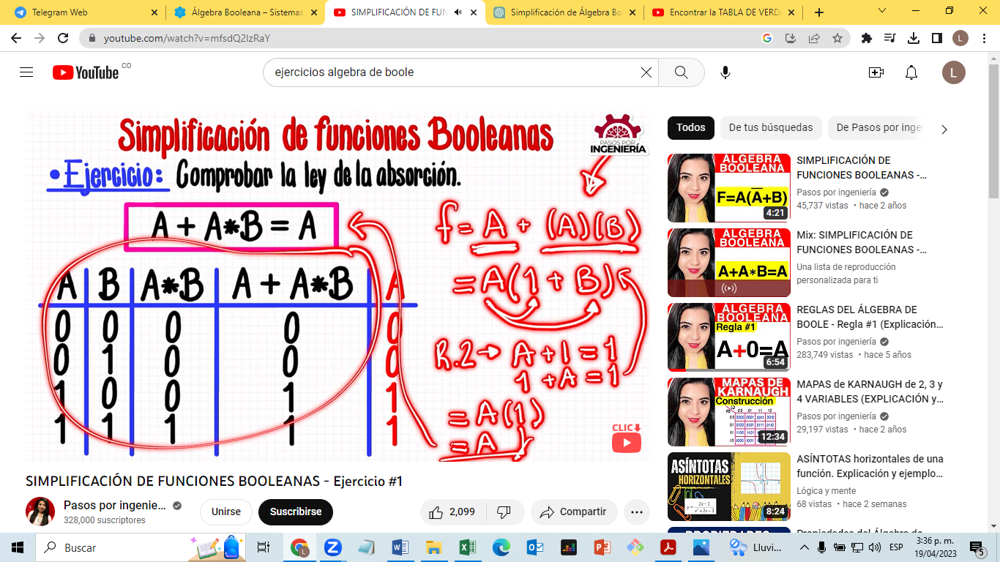 Telegram Web
Álgebra Booleana – Sistemas
SIMPLIFICACIÓN DE FUN
Simplificación de Álgebra Bo
Encontrar la TABLA DE VERDA
youtube.com/watch?v=mfsdQ2IzRaY
L
YouTube CO
ejercicios algebra de boole
L
Simplificación de funciones Booleanas
PASOS POR
INGENIERÍA
• Ejercicio: Comprobar la ley de la absorción.
A + A*B = A
A B A*B A + A*B A
0 0 0 0 0
0 1 0 0 0
1 0 0 1 1
1 1 1 1 1
f = A + (A)(B)
= A(1 + B)
R.2 → A + 1 = 1
1 + A = 1
= A(1)
= A
CLIC
SIMPLIFICACIÓN DE FUNCIONES BOOLEANAS - Ejercicio #1
Pasos por ingenie...
328,000 suscriptores
Unirse
Suscribirse
2,099
Compartir
Todos
De tus búsquedas
De Pasos por inge
ÁLGEBRA
BOOLEANA
F=A(A̅+B)
4:21
SIMPLIFICACIÓN DE
FUNCIONES BOOLEANAS -...
Pasos por ingeniería
45,737 vistas • hace 2 años
ÁLGEBRA
BOOLEANA
A+A*B=A
Mix: SIMPLIFICACIÓN DE
FUNCIONES BOOLEANAS -...
Una lista de reproducción
personalizada para ti
ÁLGEBRA
BOOLEANA
Regla #1
A+0=A
6:54
REGLAS DEL ÁLGEBRA DE
BOOLE - Regla #1 (Explicación...
Pasos por ingeniería
283,749 vistas • hace 5 años
MAPAS DE
KARNAUGH
Construcción
12:34
MAPAS de KARNAUGH de 2, 3 y
4 VARIABLES (EXPLICACIÓN y...
Pasos por ingeniería
29,197 vistas • hace 2 años
ASÍNTOTAS
HORIZONTALES
8:24
ASÍNTOTAS horizontales de una
función. Explicación y ejemplo...
Lógica y mente
68 vistas • hace 2 semanas
Buscar
Lluvi...
ESP
3:36 p. m.
19/04/2023
5